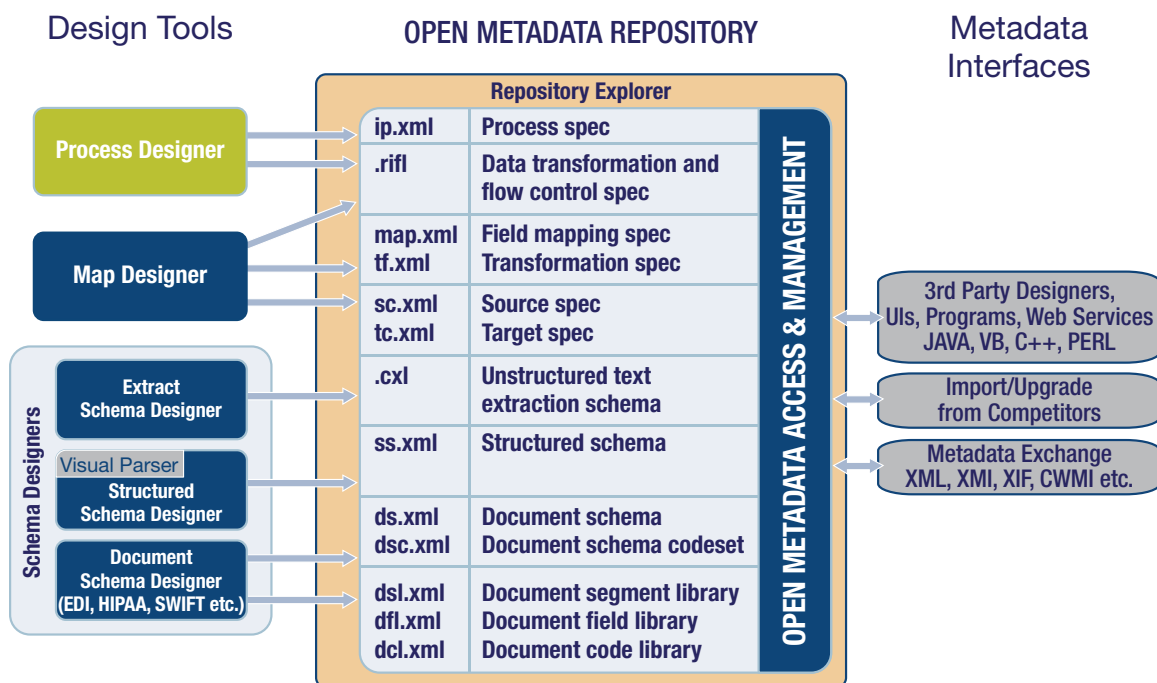 Design Tools
OPEN METADATA REPOSITORY
Metadata
Interfaces
Process Designer
Map Designer
Schema Designers
Extract
Schema Designer
Visual Parser
Structured
Schema Designer
Document
Schema Designer
(EDI, HIPAA, SWIFT etc.)
Repository Explorer
ip.xml Process spec
.rifl Data transformation and
flow control spec
map.xml Field mapping spec
tf.xml Transformation spec
sc.xml Source spec
tc.xml Target spec
.cxl Unstructured text
extraction schema
ss.xml Structured schema
ds.xml Document schema
dsc.xml Document schema codeset
dsl.xml Document segment library
dfl.xml Document field library
dcl.xml Document code library
OPEN METADATA ACCESS & MANAGEMENT
3rd Party Designers,
UIs, Programs, Web Services
JAVA, VB, C++, PERL
Import/Upgrade
from Competitors
Metadata Exchange
XML, XMI, XIF, CWMI etc.